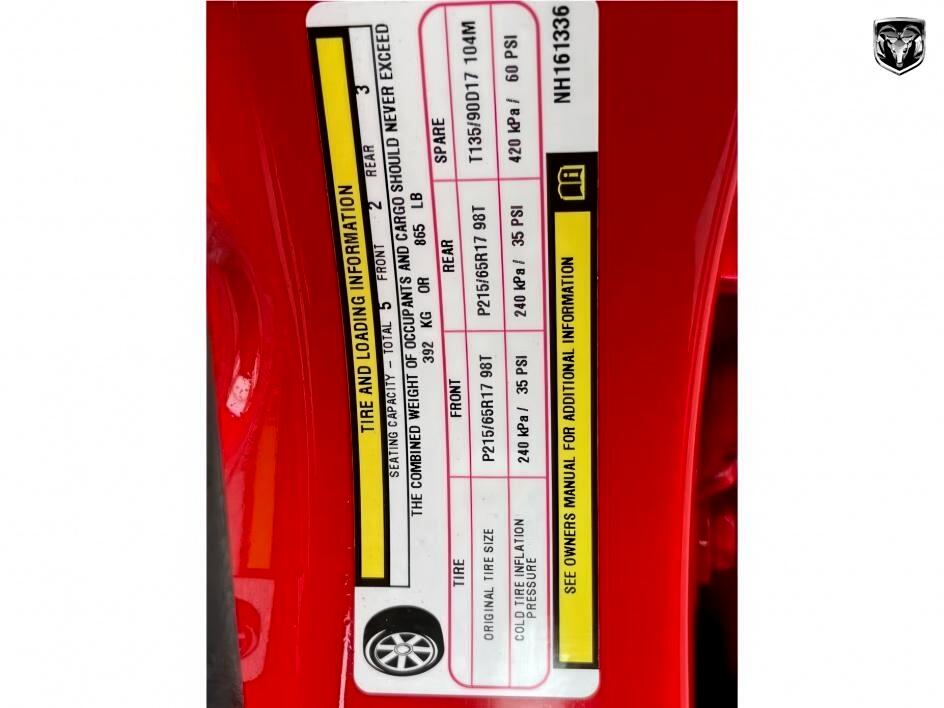 TIRE AND LOADING INFORMATION
SEATING CAPACITY – TOTAL 5 FRONT 2 REAR 3
THE COMBINED WEIGHT OF OCCUPANTS AND CARGO SHOULD NEVER EXCEED
392 KG OR 865 LB
TIRE FRONT REAR SPARE
ORIGINAL TIRE SIZE P215/65R17 98T P215/65R17 98T T135/90D17 104M
COLD TIRE INFLATION
PRESSURE 240 kPa / 35 PSI 240 kPa / 35 PSI 420 kPa / 60 PSI
SEE OWNERS MANUAL FOR ADDITIONAL INFORMATION
NH161336